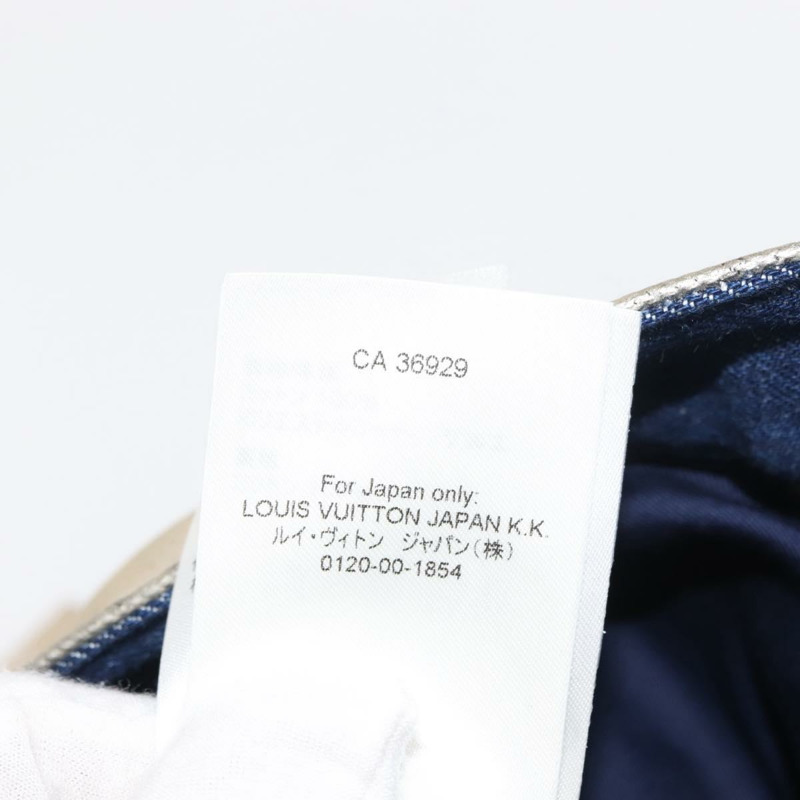 CA 36929
For Japan only:
LOUIS VUITTON JAPAN K.K.
ルイ・ヴィトン ジャパン(株)
0120-00-1854